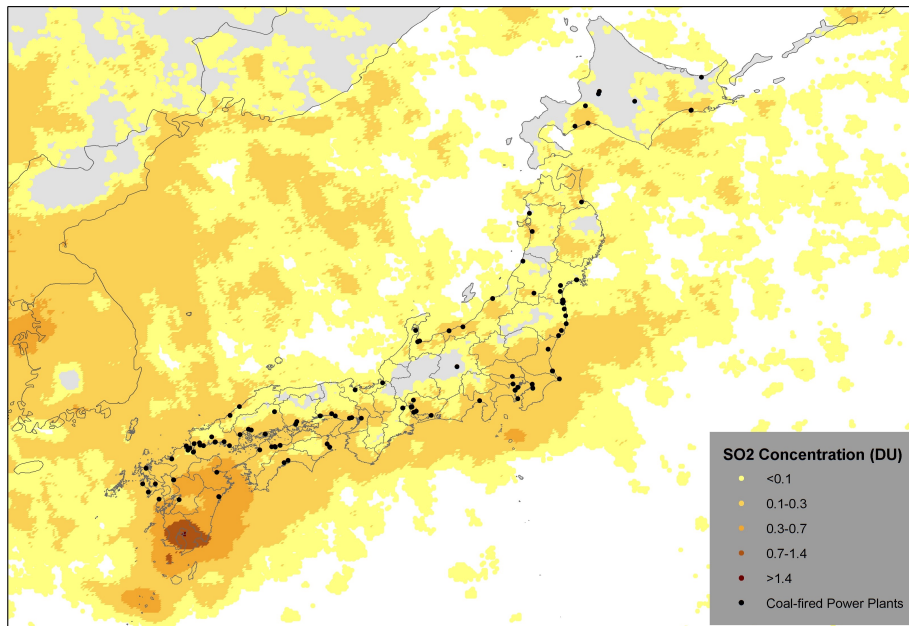 SO2 Concentration (DU)
<0.1
0.1-0.3
0.3-0.7
0.7-1.4
>1.4
Coal-fired Power Plants